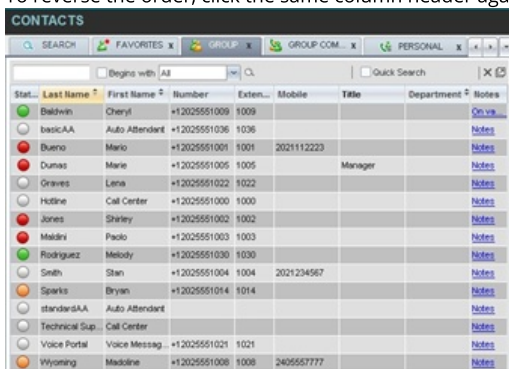 To reverse the order, click the same column header aga
CONTACTS
SEARCH FAVORITES x GROUP x GROUP COM... x PERSONAL x
Begins with All Quick Search
Stat... Last Name First Name Number Exten... Mobile Title Department Notes
Baldwin Cheryl +12025551009 1009 On va...
basicAA Auto Attendant +12025551036 1036 Notes
Bueno Mario +12025551001 1001 2021112223 Notes
Dumas Marie +12025551005 1005 Manager Notes
Graves Lena +12025551022 1022 Notes
Hotline Call Center +12025551000 1000 Notes
Jones Shirley +12025551002 1002 Notes
Maldini Paolo +12025551003 1003 Notes
Rodriguez Melody +12025551030 1030 Notes
Smith Stan +12025551004 1004 2021234567 Notes
Sparks Bryan +12025551014 1014 Notes
standardAA Auto Attendant Notes
Technical Sup... Call Center Notes
Voice Portal Voice Messag... +12025551021 1021 Notes
Wyoming Madoline +12025551008 1008 2405557777 Notes